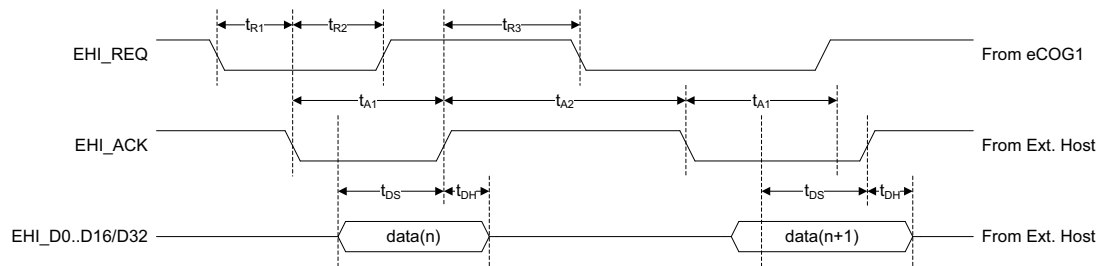 tR1 tR2 tR3
EHI_REQ From eCOG1
tA1 tA2 tA1
EHI_ACK From Ext. Host
tDS tDH tDS tDH
EHI_D0..D16/D32 data(n) data(n+1) From Ext. Host